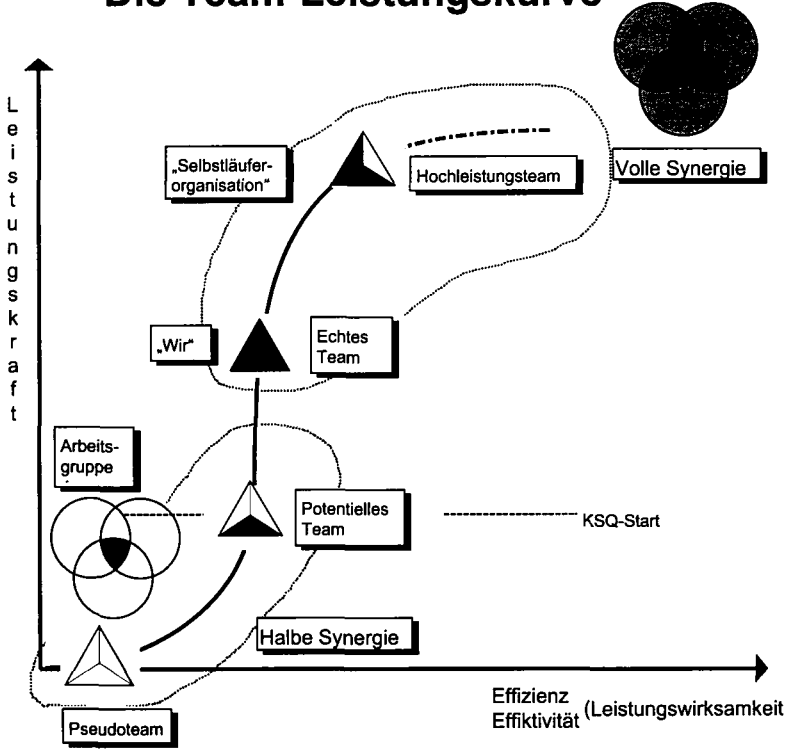 Die Team-Leistungskurve
Leistungskraft
„Selbstläufer-
organisation“
Hochleistungsteam
Volle Synergie
„Wir“
Echtes
Team
Arbeits-
gruppe
Potentielles
Team
KSQ-Start
Halbe Synergie
Pseudoteam
Effizienz
Effiktivität (Leistungswirksamkeit